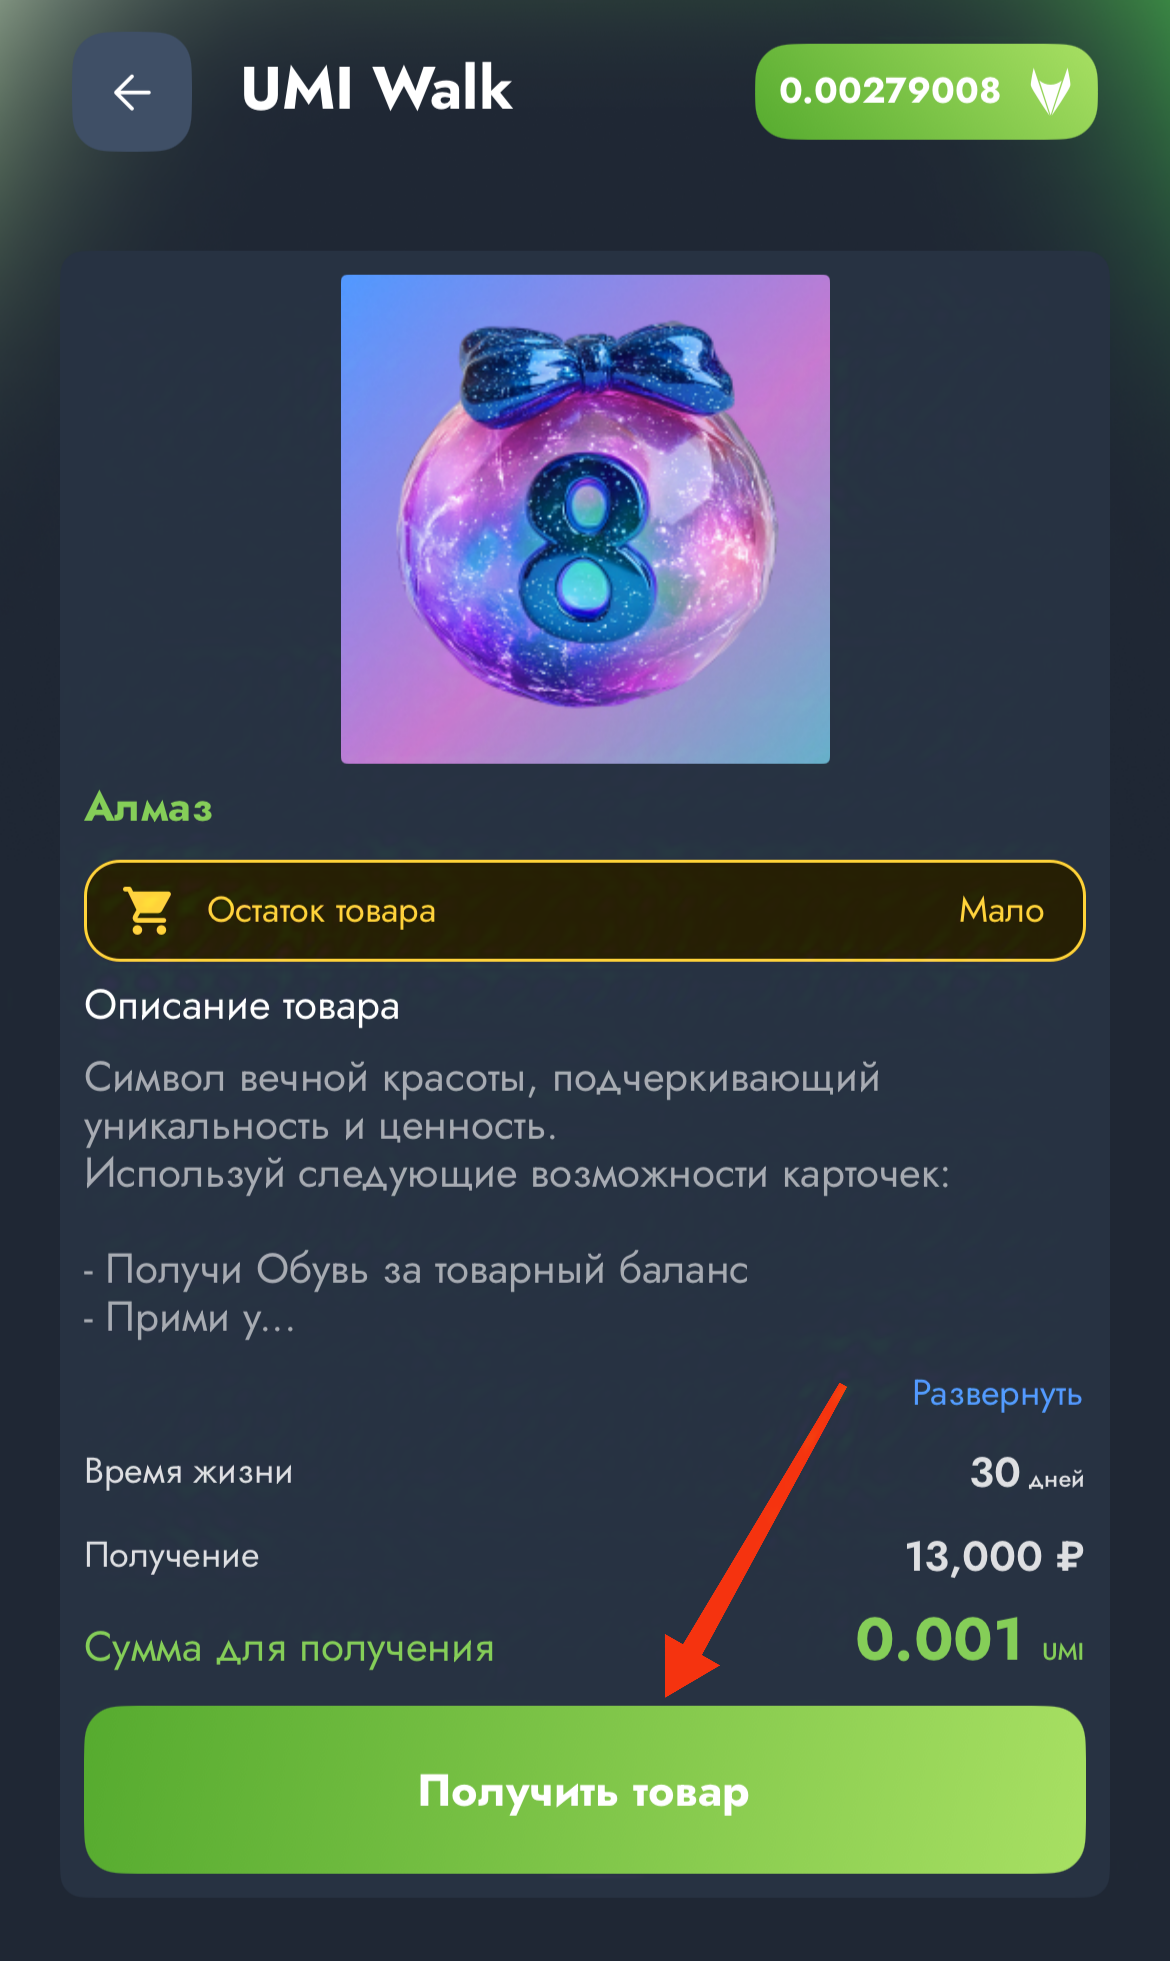 UMI Walk
0.00279008
8
Алмаз
Остаток товара Мало
Описание товара
Символ вечной красоты, подчеркивающий
уникальность и ценность.
Используй следующие возможности карточек:
- Получи Обувь за товарный баланс
- Прими у...
Развернуть
Время жизни 30 дней
Получение 13,000 ₽
Сумма для получения 0.001 UMI
Получить товар